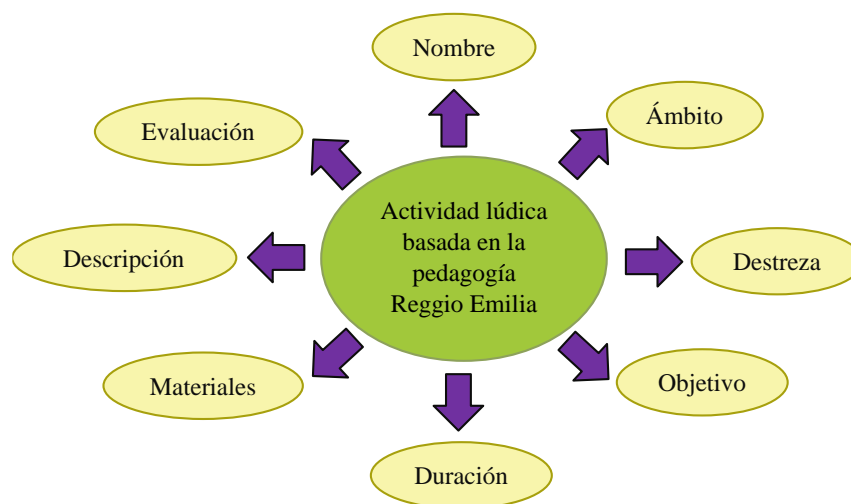 Nombre
Ámbito
Evaluación
Actividad lúdica
basada en la
pedagogía
Reggio Emilia
Descripción
Destreza
Materiales
Objetivo
Duración